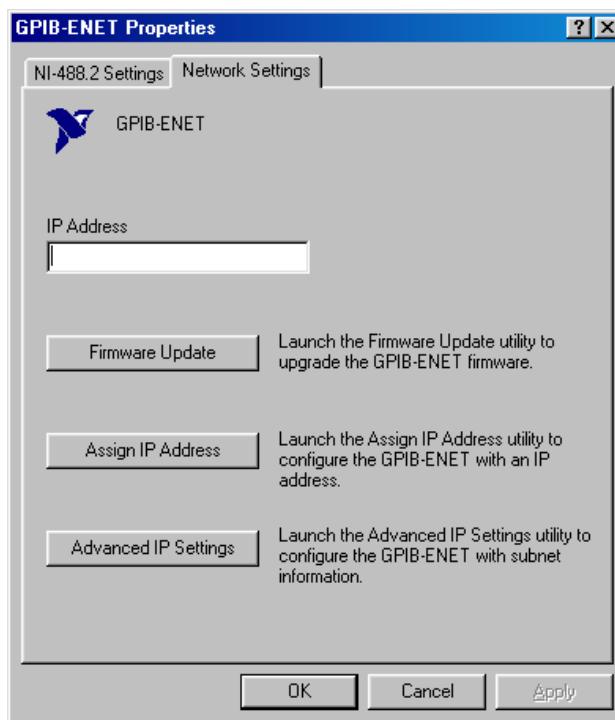 GPIB-ENET Properties
NI-488.2 Settings
Network Settings
GPIB-ENET
IP Address
Firmware Update
Launch the Firmware Update utility to
upgrade the GPIB-ENET firmware.
Assign IP Address
Launch the Assign IP Address utility to
configure the GPIB-ENET with an IP
address.
Advanced IP Settings
Launch the Advanced IP Settings utility to
configure the GPIB-ENET with subnet
information.
OK
Cancel
Apply